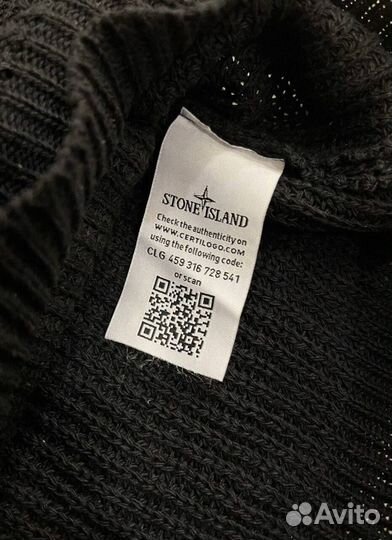 STONE ISLAND
Check the authenticity on
WWW.CERTILOGO.COM
using the following code:
CLG 459 316 728 541
or scan
Avito